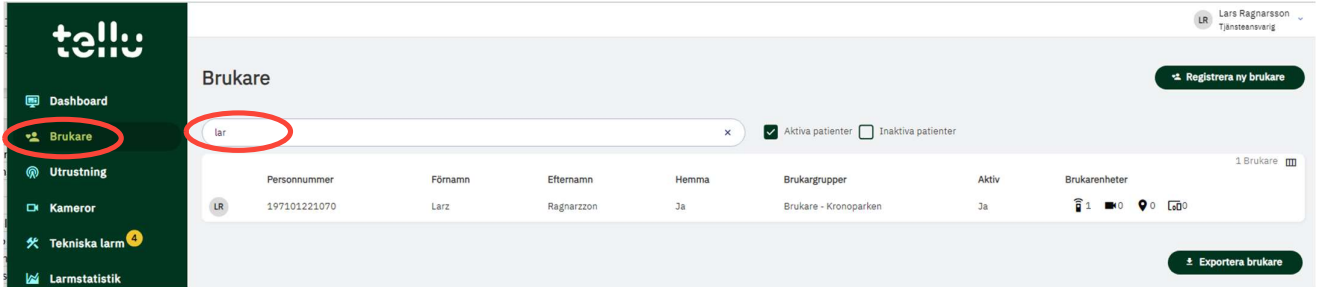 tellu
Dashboard
Brukare
Utrustning
Kameror
Tekniska larm 4
Larmstatistik
LR Lars Ragnarsson
Tjänsteansvarig
Brukare
Registrera ny brukare
lar
Aktiva patienter Inaktiva patienter
1 Brukare
Personnummer Förnamn Efternamn Hemma Brukargrupper Aktiv Brukarenheter
LR 197101221070 Larz Ragnarzzon Ja Brukare - Kronoparken Ja 1 0 0 0
Exportera brukare